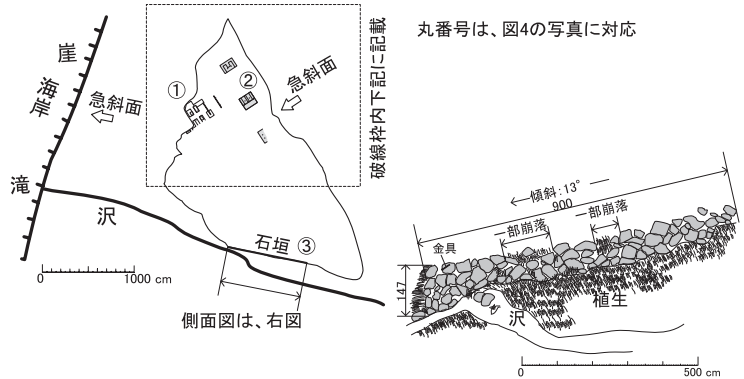 丸番号は、図4の写真に対応
崖
海岸
急斜面
滝
沢
①
②
急斜面
破線枠内下記に記載
石垣 ③
0 1000 cm
側面図は、右図
傾斜:13°
900
一部崩落
一部崩落
金具
147
沢
植生
0 500 cm